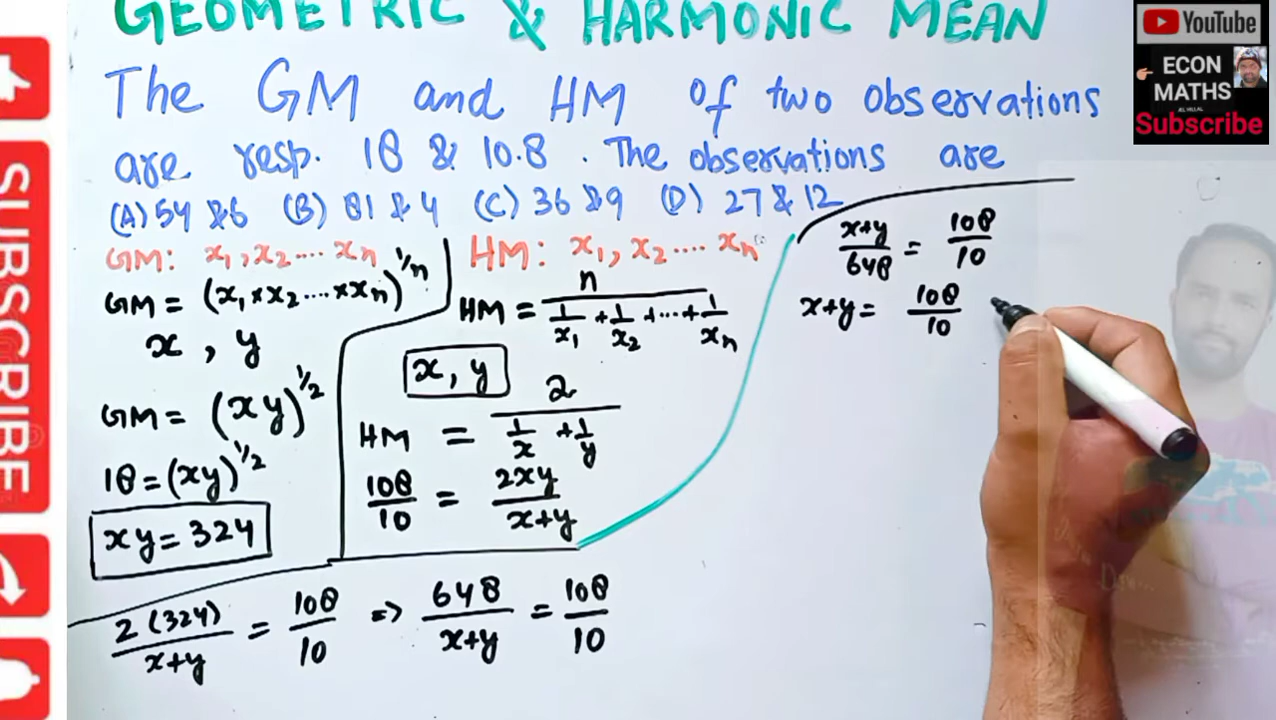 GEOMETRIC & HARMONIC MEAN
The GM and HM of two observations
are resp. 18 & 10.8 . The observations are
(A) 54 & 6 (B) 81 & 4 (C) 36 & 9 (D) 27 & 12
GM: x₁, x₂ .... xₙ
GM = (x₁ × x₂ .... × xₙ)^1/n
x , y
GM = (xy)^1/2
18 = (xy)^1/2
xy = 324
HM: x₁, x₂ .... xₙ
HM = n / (1/x₁ + 1/x₂ + ... + 1/xₙ)
x, y
HM = 2 / (1/x + 1/y)
108/10 = 2xy/x+y
2(324)/x+y = 108/10 => 648/x+y = 108/10
x+y/648 = 108/10
x+y = 108/10
YouTube
ECON
MATHS
Subscribe
SUBSCRIBE